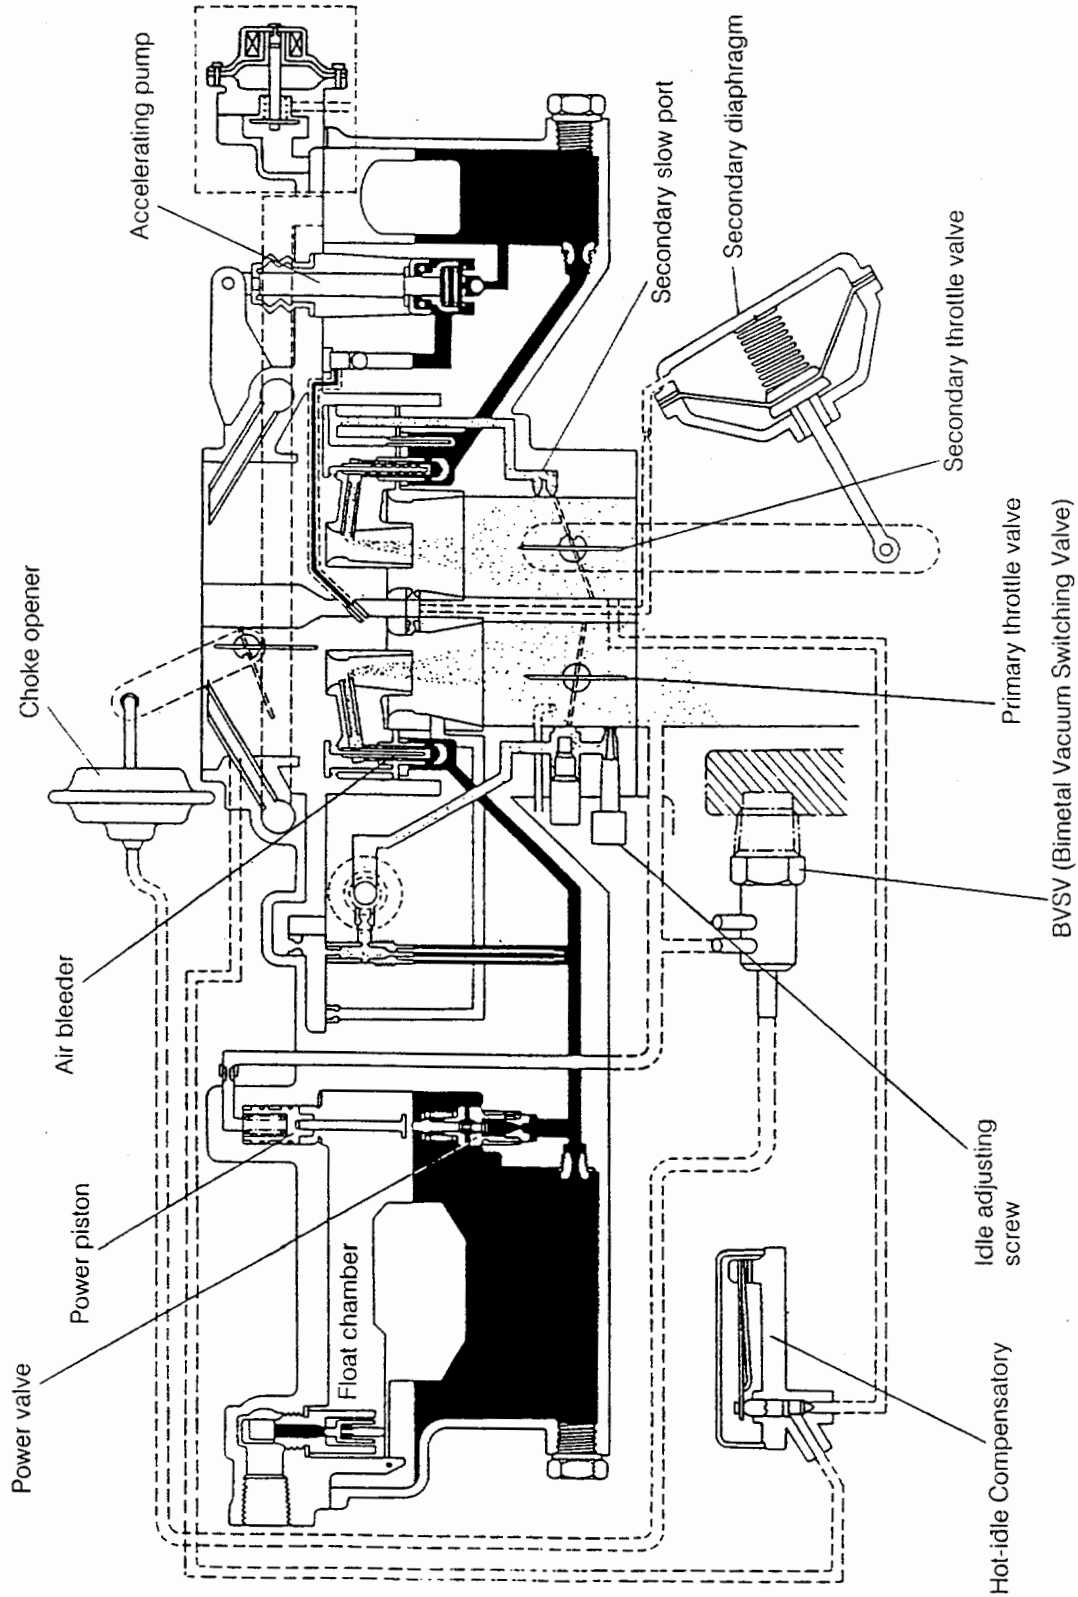 Power valve
Power piston
Air bleeder
Choke opener
Accelerating pump
Float chamber
Secondary slow port
Secondary diaphragm
Secondary throttle valve
Primary throttle valve
BVSV (Bimetal Vacuum Switching Valve)
Idle adjusting
screw
Hot-idle Compensatory